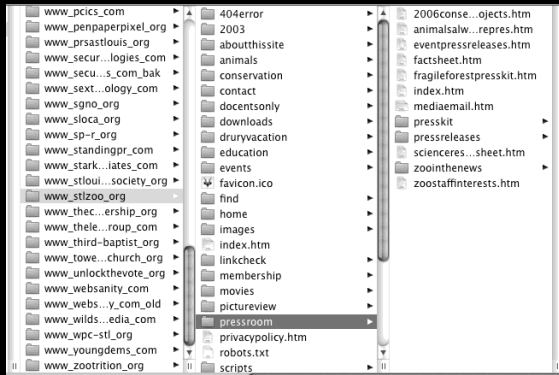 www_pcics_com
www_penpaperpixel_org
www_prsastlouis_org
www_secur...logies_com
www_secu...s_com_bak
www_sext...ology_com
www_sgno_org
www_sloca_org
www_sp-r_org
www_standingpr_com
www_stark...iates_com
www_stloui...society_org
www_stlzoo_org
www_thec...ership_org
www_thele...roup_com
www_third-baptist_org
www_towe...church_org
www_unlockthevote_org
www_websanity_com
www_webs...y_com_old
www_wilds...edia_com
www_wpc-stl_org
www_youngdems_com
www_zootrition_org
404error
2003
aboutthissite
animals
conservation
contact
docentsonly
downloads
druryvacation
education
events
favicon.ico
find
home
images
index.htm
linkcheck
membership
movies
pictureview
pressroom
privacypolicy.htm
robots.txt
scripts
2006conse...ojects.htm
animalsalw...repres.htm
eventpressreleases.htm
factsheet.htm
fragileforestpresskit.htm
index.htm
mediaemail.htm
presskit
pressreleases
scienceres...sheet.htm
zoointhenews
zoostaffinterests.htm